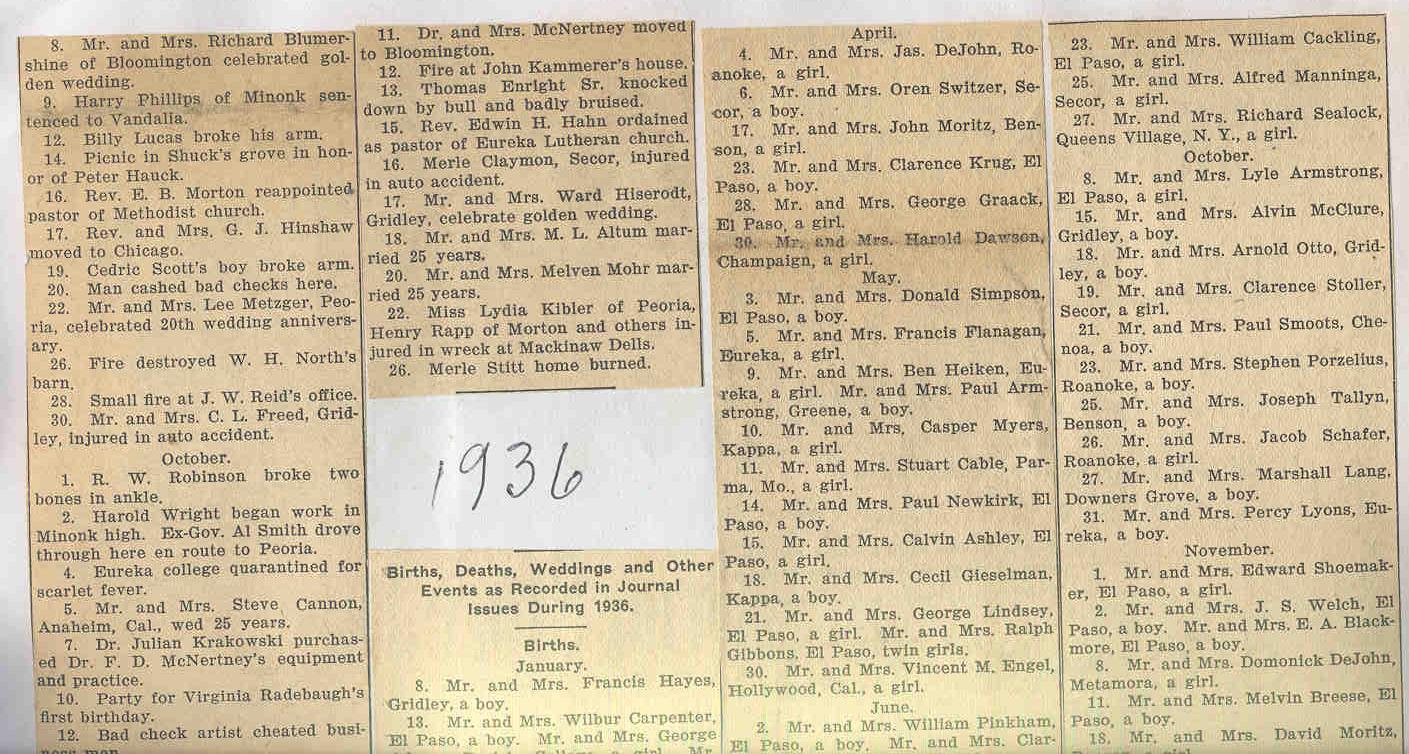 8. Mr. and Mrs. Richard Blumer-
shine of Bloomington celebrated gol-
den wedding.
9. Harry Phillips of Minonk sen-
tenced to Vandalia.
12. Billy Lucas broke his arm.
14. Picnic in Shuck's grove in hon-
or of Peter Hauck.
16. Rev. E. B. Morton reappointed
pastor of Methodist church.
17. Rev. and Mrs. G. J. Hinshaw
moved to Chicago.
19. Cedric Scott's boy broke arm.
20. Man cashed bad checks here.
22. Mr. and Mrs. Lee Metzger, Peo-
ria, celebrated 20th wedding annivers-
ary.
26. Fire destroyed W. H. North's
barn.
28. Small fire at J. W. Reid's office.
30. Mr. and Mrs. C. L. Freed, Grid-
ley, injured in auto accident.
October.
1. R. W. Robinson broke two
bones in ankle.
2. Harold Wright began work in
Minonk high. Ex-Gov. Al Smith drove
through here en route to Peoria.
4. Eureka college quarantined for
scarlet fever.
5. Mr. and Mrs. Steve Cannon,
Anaheim, Cal., wed 25 years.
7. Dr. Julian Krakowski purchas-
ed Dr. F. D. McNertney's equipment
and practice.
10. Party for Virginia Radebaugh's
first birthday.
12. Bad check artist cheated busi-
ness men
11. Dr. and Mrs. McNertney moved
to Bloomington.
12. Fire at John Kammerer's house.
13. Thomas Enright Sr. knocked
down by bull and badly bruised.
15. Rev. Edwin H. Hahn ordained
as pastor of Eureka Lutheran church.
16. Merle Claymon, Secor, injured
in auto accident.
17. Mr. and Mrs. Ward Hiserodt,
Gridley, celebrate golden wedding.
18. Mr. and Mrs. M. L. Altum mar-
ried 25 years.
20. Mr. and Mrs. Melven Mohr mar-
ried 25 years.
22. Miss Lydia Kibler of Peoria,
Henry Rapp of Morton and others in-
jured in wreck at Mackinaw Dells.
26. Merle Stitt home burned.
1936
Births, Deaths, Weddings and Other
Events as Recorded in Journal
Issues During 1936.
Births.
January.
8. Mr. and Mrs. Francis Hayes,
Gridley, a boy.
13. Mr. and Mrs. Wilbur Carpenter,
El Paso, a boy. Mr. and Mrs. George
April.
4. Mr. and Mrs. Jas. DeJohn, Ro-
anoke, a girl.
6. Mr. and Mrs. Oren Switzer, Se-
cor, a boy.
17. Mr. and Mrs. John Moritz, Ben-
son, a girl.
23. Mr. and Mrs. Clarence Krug, El
Paso, a boy.
28. Mr. and Mrs. George Graack,
El Paso, a girl.
30. Mr. and Mrs. Harold Dawson,
Champaign, a girl.
May.
3. Mr. and Mrs. Donald Simpson,
El Paso, a boy.
5. Mr. and Mrs. Francis Flanagan,
Eureka, a girl.
9. Mr. and Mrs. Ben Heiken, Eu-
reka, a girl. Mr. and Mrs. Paul Arm-
strong, Greene, a boy.
10. Mr. and Mrs. Casper Myers,
Kappa, a girl.
11. Mr. and Mrs. Stuart Cable, Par-
ma, Mo., a girl.
14. Mr. and Mrs. Paul Newkirk, El
Paso, a boy.
15. Mr. and Mrs. Calvin Ashley, El
Paso, a girl.
18. Mr. and Mrs. Cecil Gieselman,
Kappa, a boy.
21. Mr. and Mrs. George Lindsey,
El Paso, a girl. Mr. and Mrs. Ralph
Gibbons, El Paso, twin girls.
30. Mr. and Mrs. Vincent M. Engel,
Hollywood, Cal., a girl.
June.
2. Mr. and Mrs. William Pinkham,
El Paso, a boy. Mr. and Mrs. Clar-
23. Mr. and Mrs. William Cackling,
El Paso, a girl.
25. Mr. and Mrs. Alfred Manninga,
Secor, a girl.
27. Mr. and Mrs. Richard Sealock,
Queens Village, N. Y., a girl.
October.
8. Mr. and Mrs. Lyle Armstrong,
El Paso, a girl.
15. Mr. and Mrs. Alvin McClure,
Gridley, a boy.
18. Mr. and Mrs. Arnold Otto, Grid-
ley, a boy.
19. Mr. and Mrs. Clarence Stoller,
Secor, a girl.
21. Mr. and Mrs. Paul Smoots, Che-
noa, a boy.
23. Mr. and Mrs. Stephen Porzelius,
Roanoke, a boy.
25. Mr. and Mrs. Joseph Tallyn,
Benson, a boy.
26. Mr. and Mrs. Jacob Schafer,
Roanoke, a girl.
27. Mr. and Mrs. Marshall Lang,
Downers Grove, a boy.
31. Mr. and Mrs. Percy Lyons, Eu-
reka, a boy.
November.
1. Mr. and Mrs. Edward Shoemak-
er, El Paso, a girl.
2. Mr. and Mrs. J. S. Welch, El
Paso, a boy. Mr. and Mrs. E. A. Black-
more, El Paso, a boy.
8. Mr. and Mrs. Domonick DeJohn,
Metamora, a girl.
11. Mr. and Mrs. Melvin Breese, El
Paso, a boy.
18. Mr. and Mrs. David Moritz,